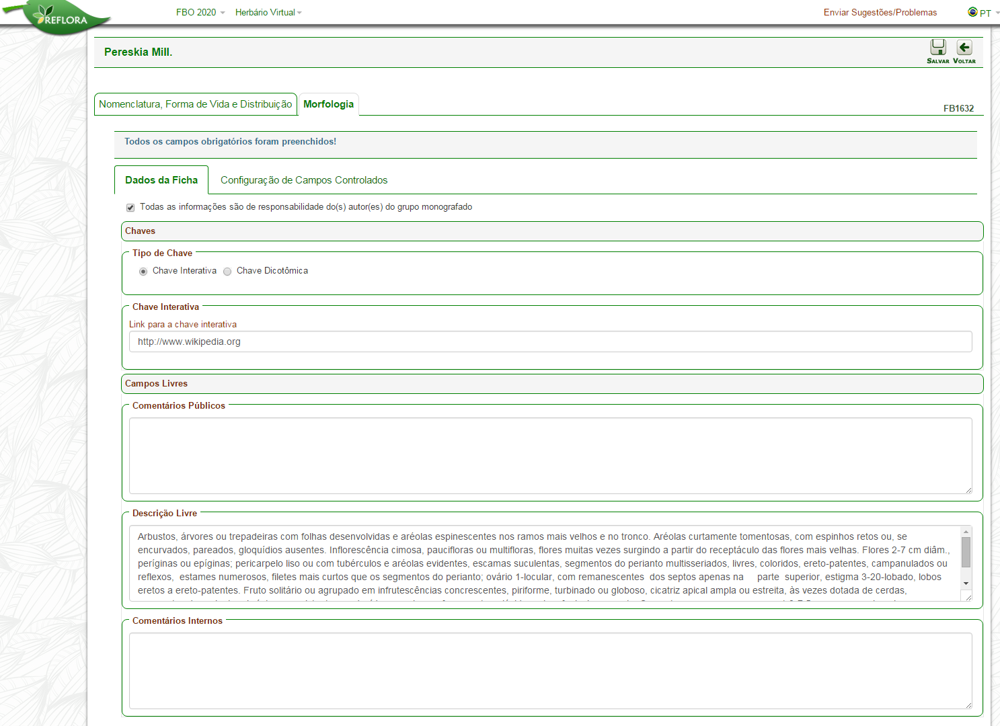 REFLORA
FBO 2020 Herbário Virtual Enviar Sugestões/Problemas PT
Pereskia Mill.
SALVAR VOLTAR
Nomenclatura, Forma de Vida e Distribuição Morfologia
FB1632
Todos os campos obrigatórios foram preenchidos!
Dados da Ficha Configuração de Campos Controlados
Todas as informações são de responsabilidade do(s) autor(es) do grupo monografado
Chaves
Tipo de Chave
Chave Interativa Chave Dicotômica
Chave Interativa
Link para a chave interativa
http://www.wikipedia.org
Campos Livres
Comentários Públicos
Descrição Livre
Arbustos, árvores ou trepadeiras com folhas desenvolvidas e aréolas espinescentes nos ramos mais velhos e no tronco. Aréolas curtamente tomentosas, com espinhos retos ou, se
encurvados, pareados, gloquídios ausentes. Inflorescência cimosa, paucifloras ou multifloras, flores muitas vezes surgindo a partir do receptáculo das flores mais velhas. Flores 2-7 cm diâm.,
períginas ou epíginas; pericarpelo liso ou com tubérculos e aréolas evidentes, escamas suculentas, segmentos do perianto multisseriados, livres, coloridos, ereto-patentes, campanulados ou
reflexos, estames numerosos, filetes mais curtos que os segmentos do perianto; ovário 1-locular, com remanescentes dos septos apenas na parte superior, estigma 3-20-lobado, lobos
eretos a ereto-patentes. Fruto solitário ou agrupado em infrutescências concrescentes, piriforme, turbinado ou globoso, cicatriz apical ampla ou estreita, às vezes dotada de cerdas,
Comentários Internos